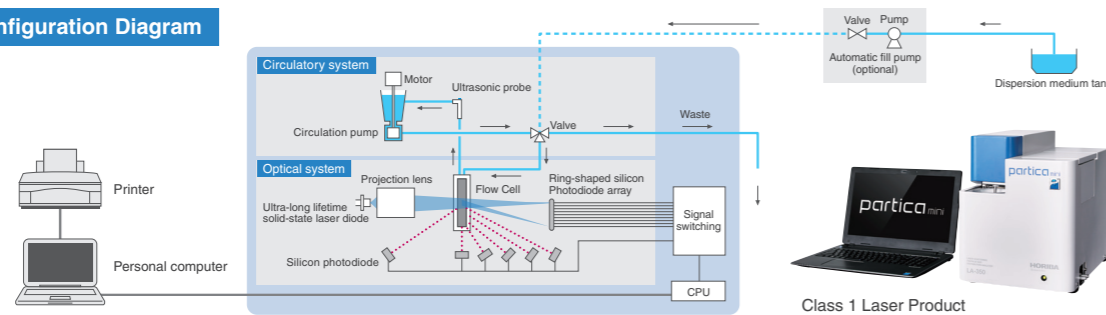 nfiguration Diagram
Circulatory system
Motor
Ultrasonic probe
Circulation pump
Valve
Waste
Valve
Pump
Automatic fill pump
(optional)
Dispersion medium tan
Optical system
Projection lens
Flow Cell
Ring-shaped silicon
Photodiode array
Ultra-long lifetime
solid-state laser diode
Signal
switching
Silicon photodiode
CPU
Printer
Personal computer
partica mini
partica mini
HORIBA
Class 1 Laser Product